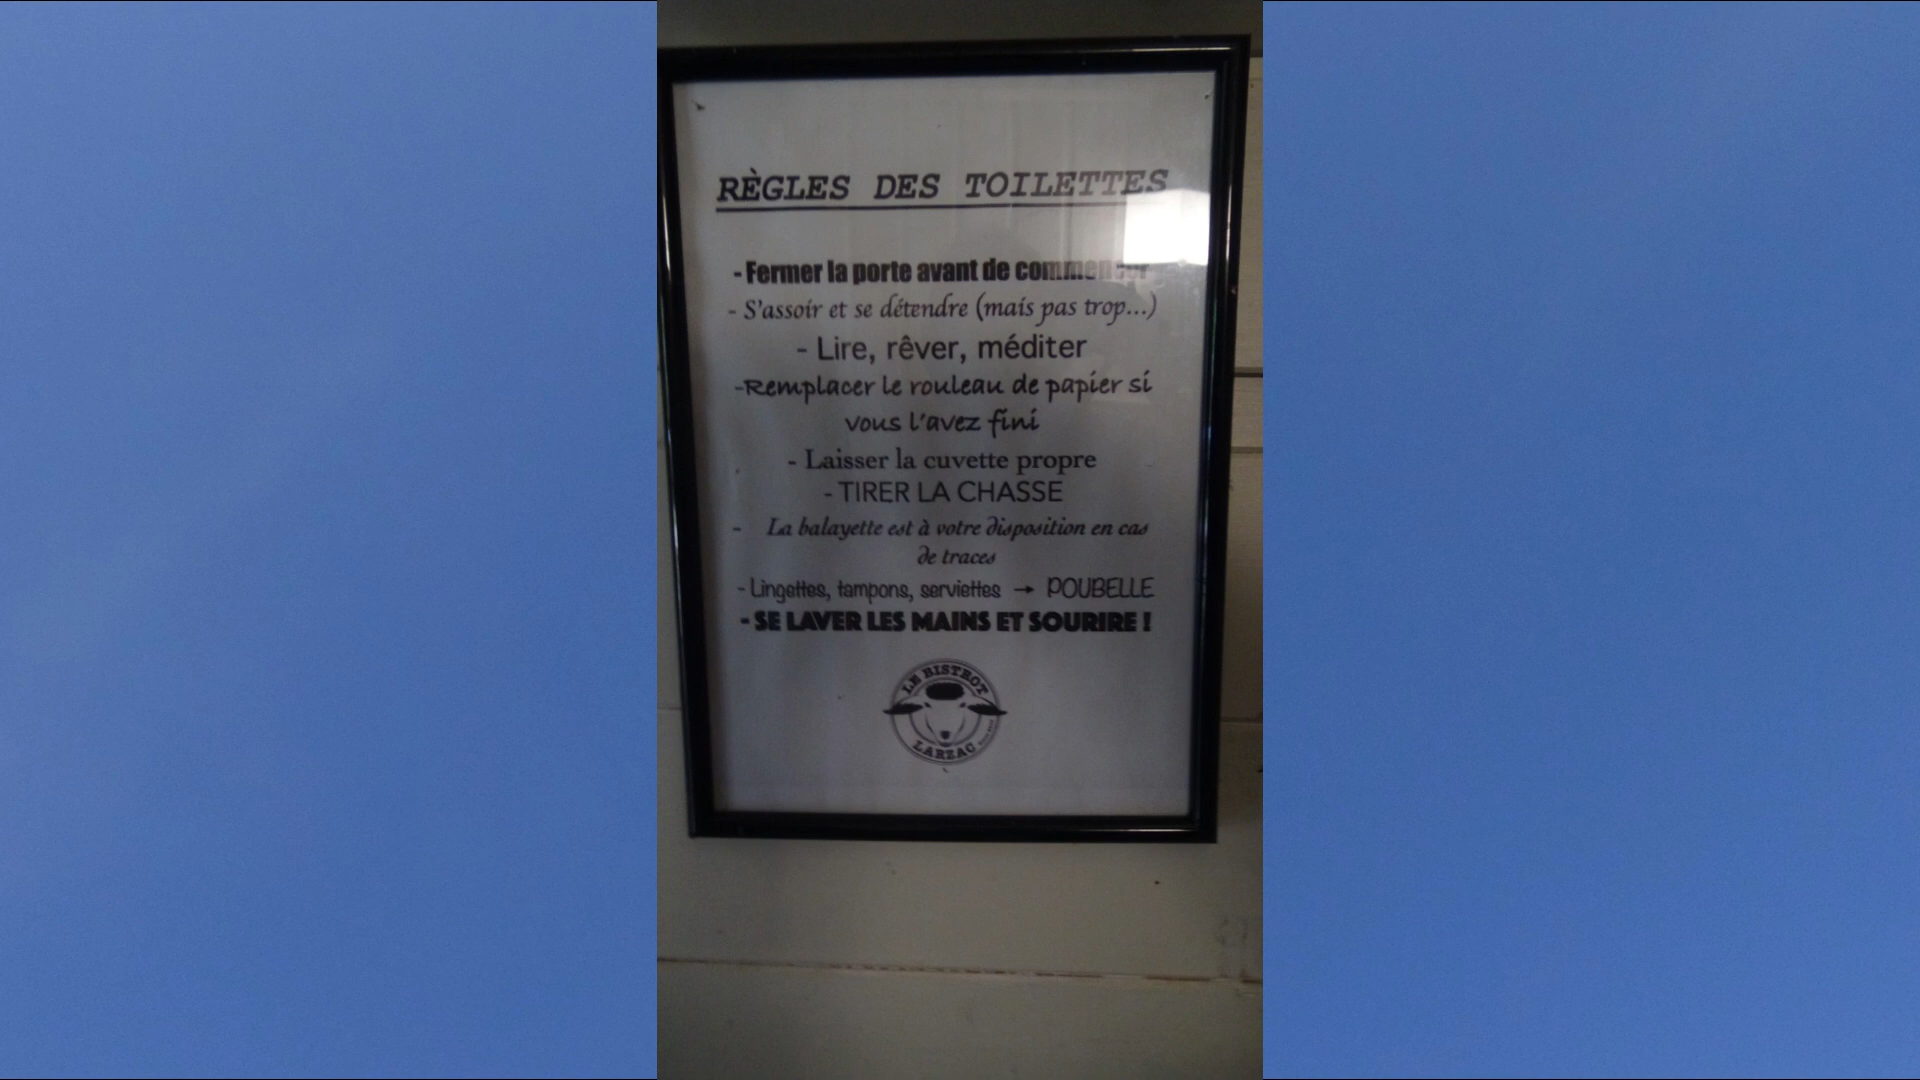 RÈGLES DES TOILETTES
- Fermer la porte avant de commencer
- S'assoir et se détendre (mais pas trop...)
- Lire, rêver, méditer
-Remplacer le rouleau de papier si
vous l'avez fini
- Laisser la cuvette propre
- TIRER LA CHASSE
- La balayette est à votre disposition en cas
de traces
- Lingettes, tampons, serviettes → POUBELLE
- SE LAVER LES MAINS ET SOURIRE !
LE BISTROT
LARZAC